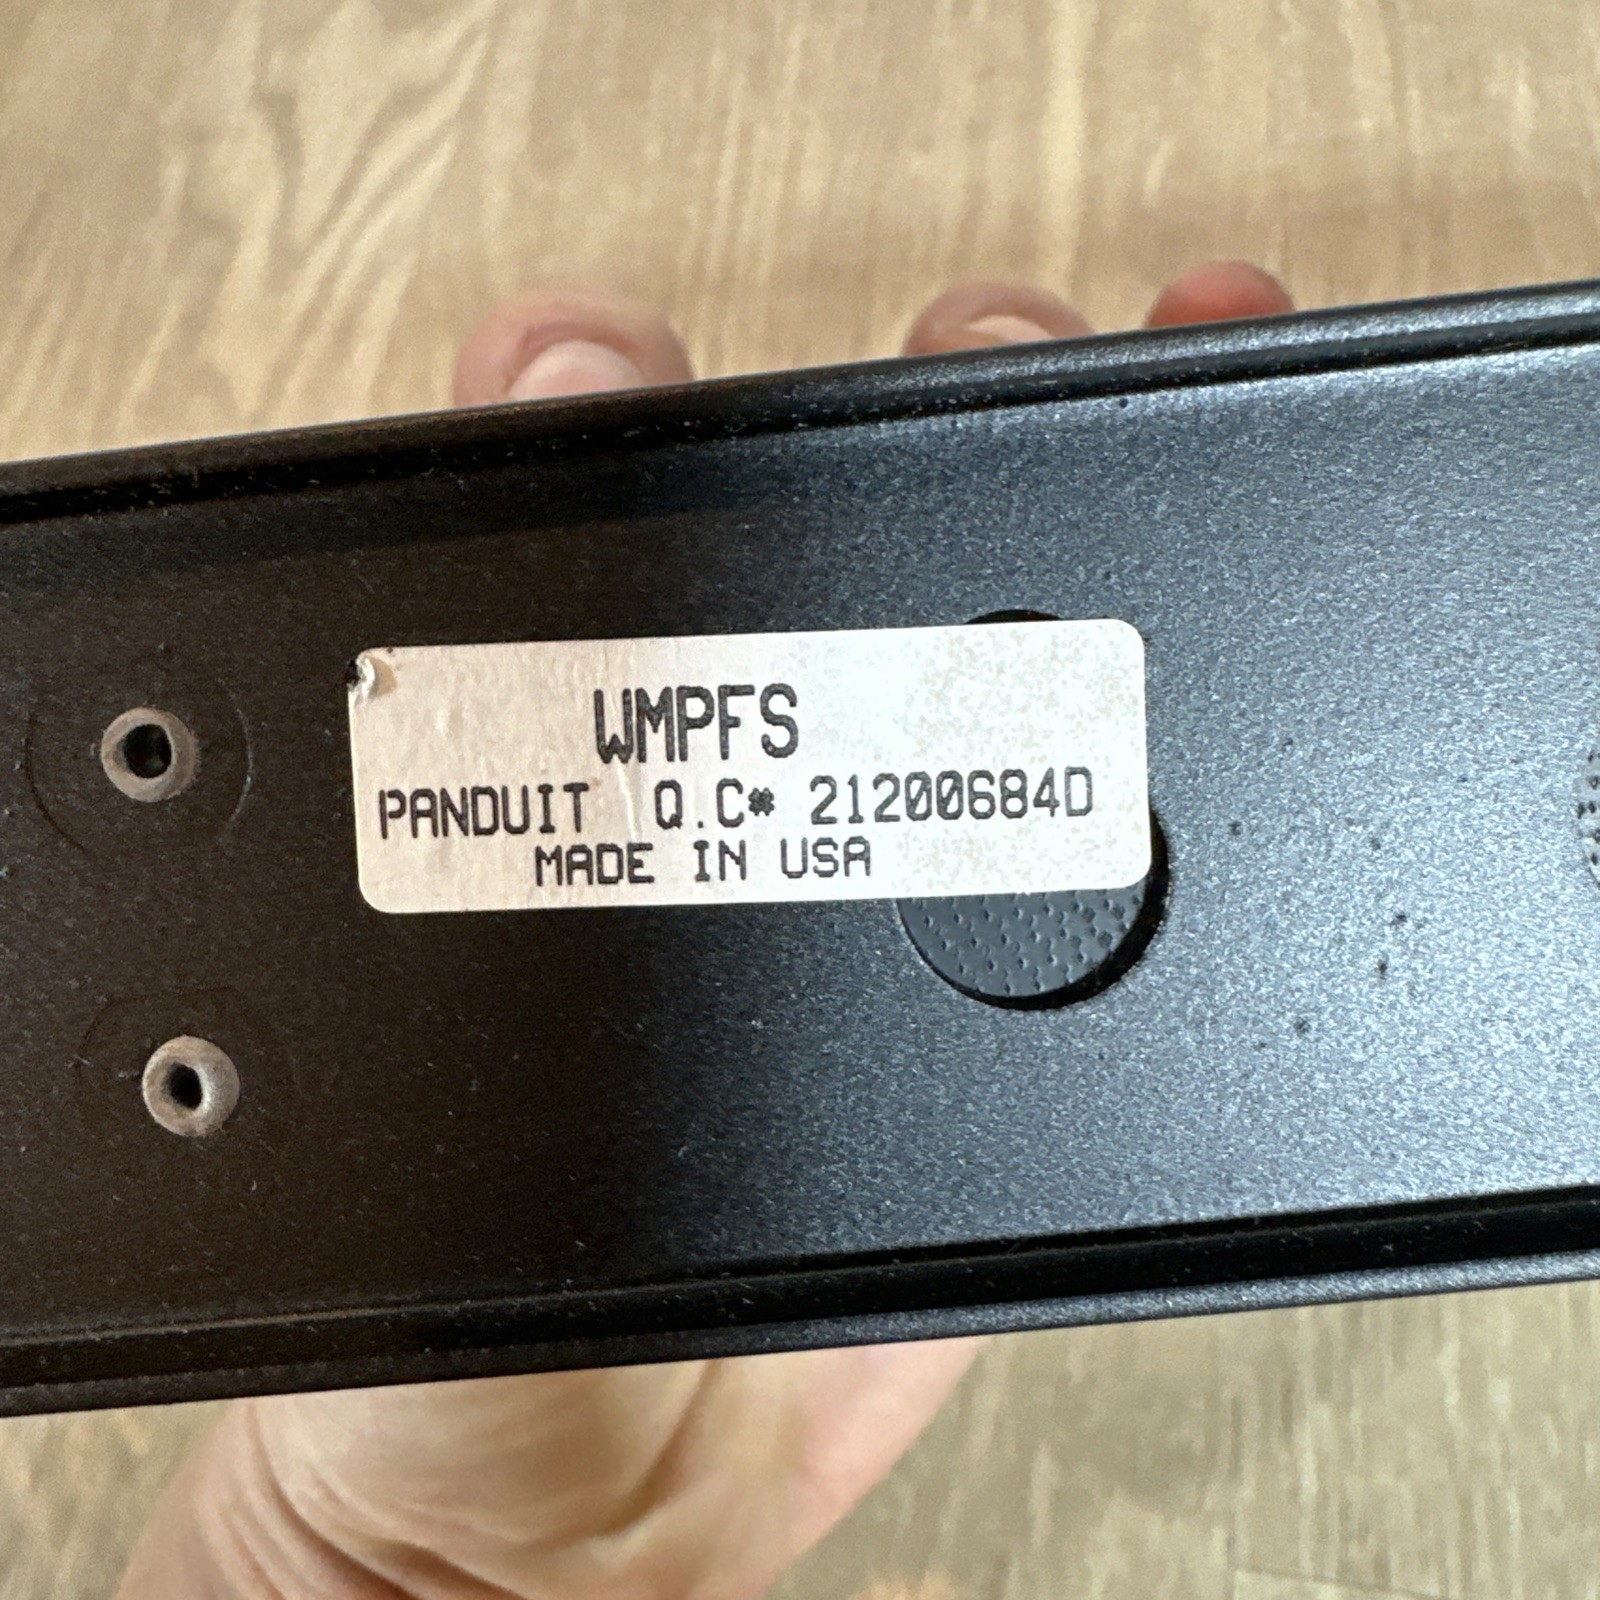 WMPFS
PANDUIT Q.C# 21200684D
MADE IN USA